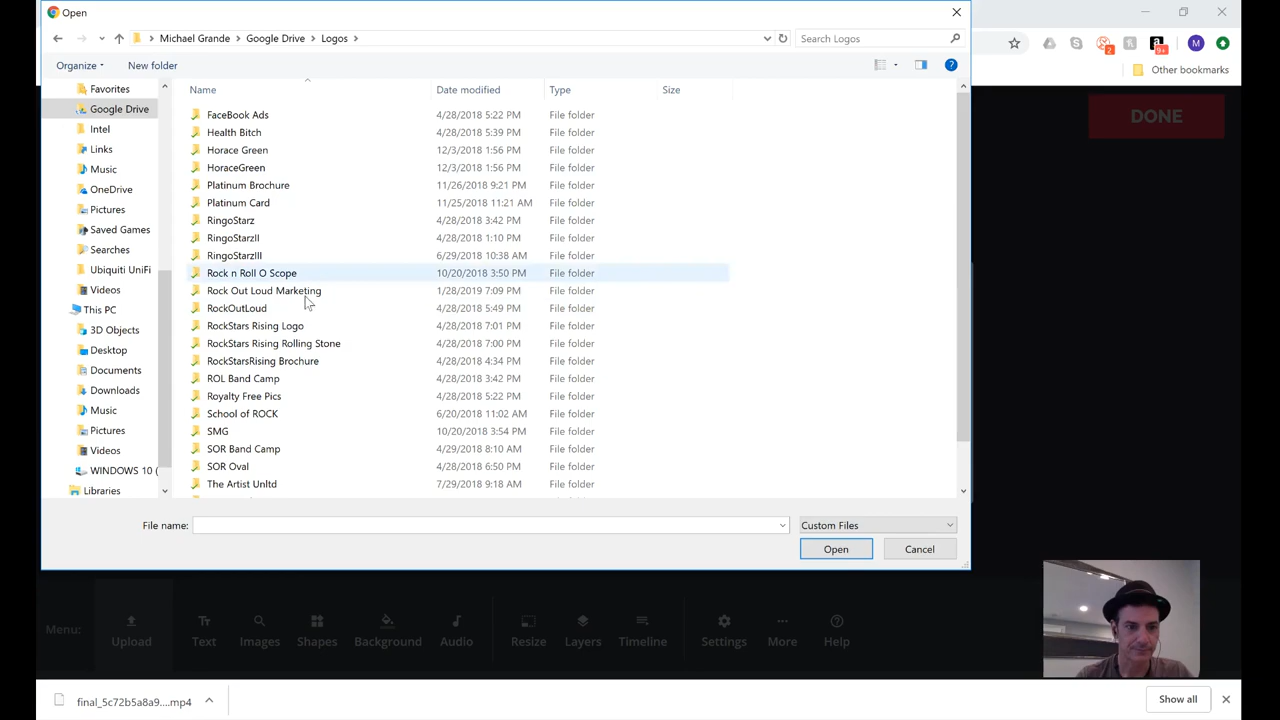 Open
Michael Grande > Google Drive > Logos >
Search Logos
Organize
New folder
Other bookmarks
2
9+
M
a
Name
Date modified
Type
Size
Favorites
Google Drive
Intel
Links
Music
OneDrive
Pictures
Saved Games
Searches
Ubiquiti UniFi
Videos
This PC
3D Objects
Desktop
Documents
Downloads
Music
Pictures
Videos
WINDOWS 10 (
Libraries
FaceBook Ads 4/28/2018 5:22 PM File folder
Health Bitch 4/28/2018 5:39 PM File folder
Horace Green 12/3/2018 1:56 PM File folder
HoraceGreen 12/3/2018 1:56 PM File folder
Platinum Brochure 11/26/2018 9:21 PM File folder
Platinum Card 11/25/2018 11:21 AM File folder
RingoStarz 4/28/2018 3:42 PM File folder
RingoStarzII 4/28/2018 1:10 PM File folder
RingoStarzIII 6/29/2018 10:38 AM File folder
Rock n Roll O Scope 10/20/2018 3:50 PM File folder
Rock Out Loud Marketing 1/28/2019 7:09 PM File folder
RockOutLoud 4/28/2018 5:49 PM File folder
RockStars Rising Logo 4/28/2018 7:01 PM File folder
RockStars Rising Rolling Stone 4/28/2018 7:00 PM File folder
RockStarsRising Brochure 4/28/2018 4:34 PM File folder
ROL Band Camp 4/28/2018 3:42 PM File folder
Royalty Free Pics 4/28/2018 5:22 PM File folder
School of ROCK 6/20/2018 11:02 AM File folder
SMG 10/20/2018 3:54 PM File folder
SOR Band Camp 4/29/2018 8:10 AM File folder
SOR Oval 4/28/2018 6:50 PM File folder
The Artist Unltd 7/29/2018 9:18 AM File folder
File name:
Custom Files
Open
Cancel
DONE
Menu:
Upload
Text
Images
Shapes
Background
Audio
Resize
Layers
Timeline
Settings
More
Help
final_5c72b5a8a9....mp4
Show all